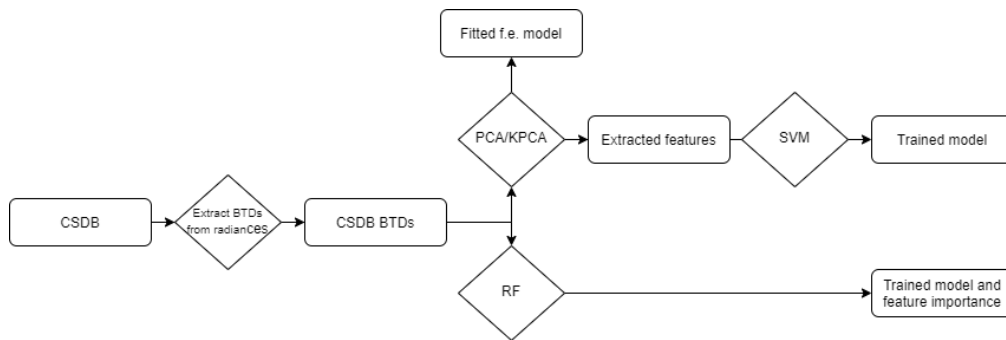 Fitted f.e. model
PCA/KPCA
Extracted features
SVM
Trained model
CSDB
Extract BTDs
from radiances
CSDB BTDs
RF
Trained model and
feature importance